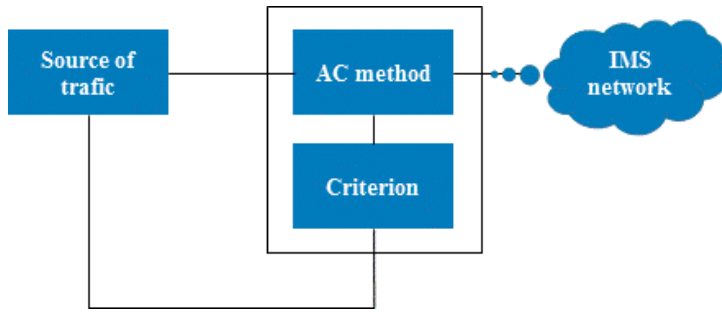 Source of
trafic
AC method
IMS
network
Criterion